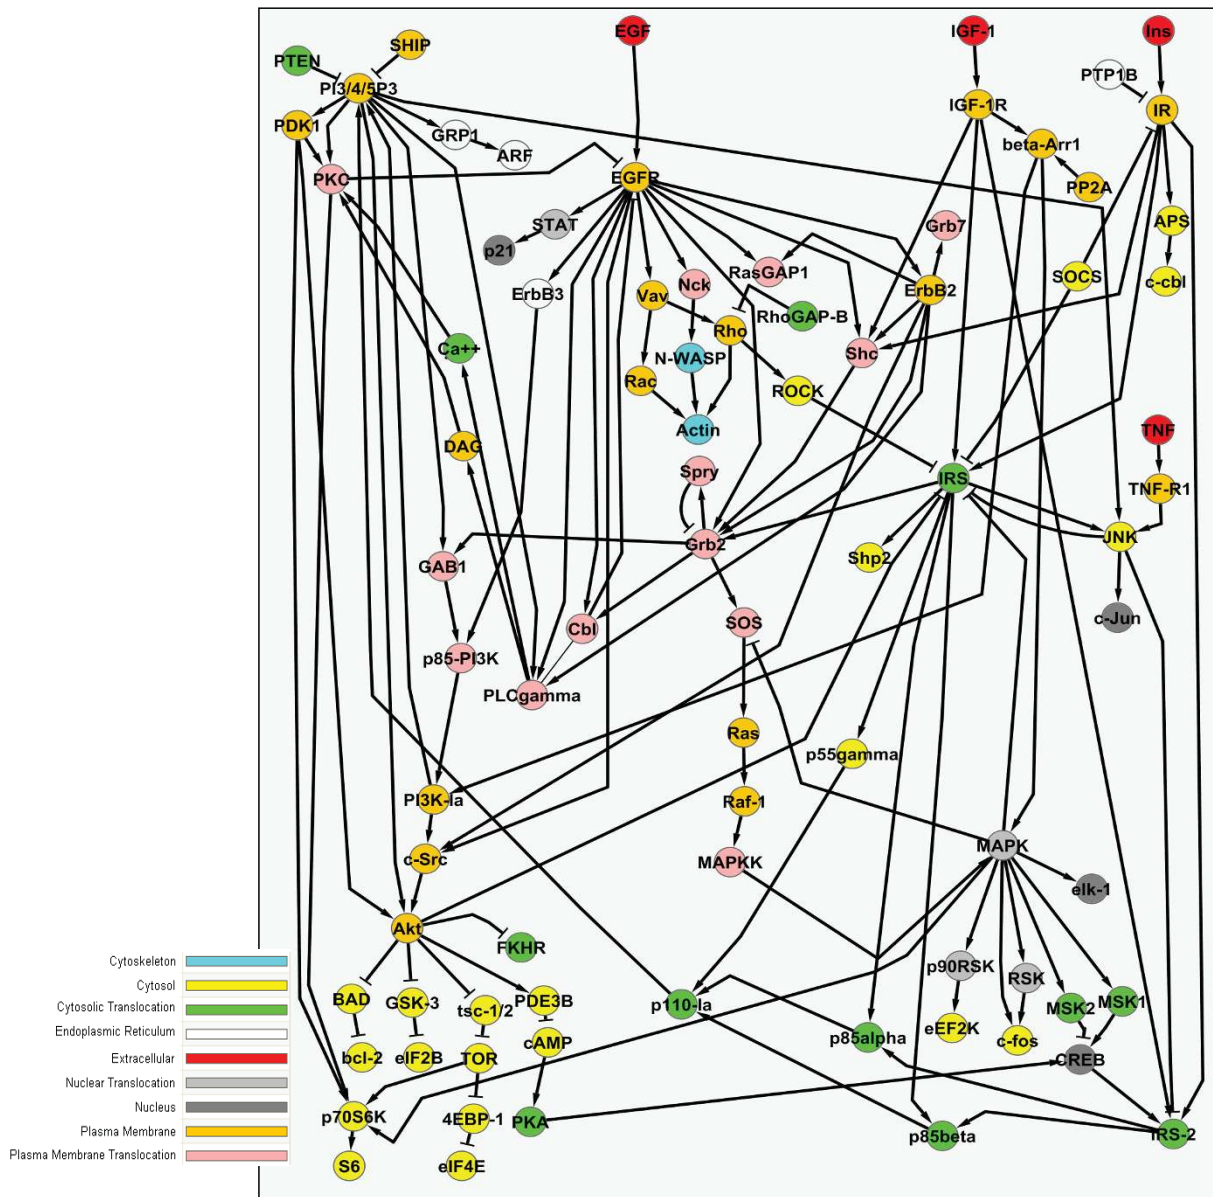 EGF
IGF-1
Ins
SHIP
PTEN
PTP1B
PI3/4/5P3
IGF-1R
IR
PDK1
GRP1
beta-Arr1
ARF
PKC
EGFR
PP2A
STAT
Grb7
APS
p21
RasGAP1
SOCS
c-cbl
Nck
ErbB3
Vav
ErbB2
RhoGAP-B
Rho
Ca++
N-WASP
Shc
Rac
ROCK
Actin
TNF
DAG
Spry
IRS
TNF-R1
Grb2
JNK
Shp2
GAB1
c-Jun
Cbl
SOS
p85-PI3K
PLCgamma
Ras
p55gamma
PI3K-Ia
Raf-1
c-Src
MAPKK
MAPK
elk-1
Akt
FKHR
p90RSK
RSK
BAD
GSK-3
tsc-1/2
PDE3B
p110-Ia
MSK2
MSK1
eEF2K
c-fos
p85alpha
bcl-2
eIF2B
TOR
cAMP
CREB
p70S6K
4EBP-1
PKA
p85beta
IRS-2
S6
eIF4E
Cytoskeleton
Cytosol
Cytosolic Translocation
Endoplasmic Reticulum
Extracellular
Nuclear Translocation
Nucleus
Plasma Membrane
Plasma Membrane Translocation